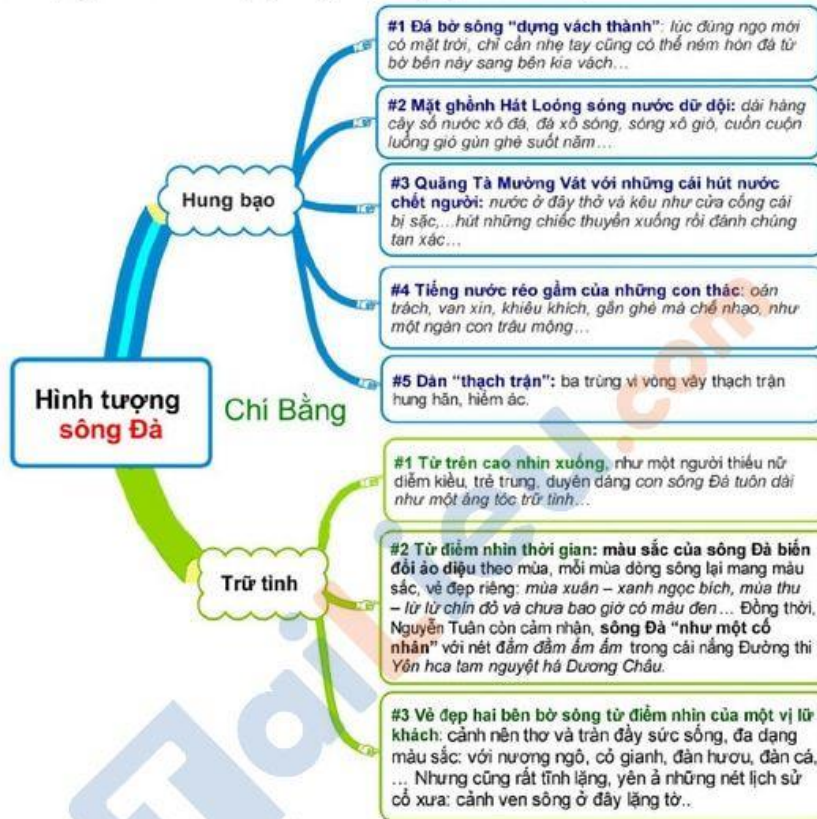 #1 Đá bờ sông “dựng vách thành”: lúc đúng ngọ mới
có mặt trời, chỉ cần nhẹ tay cũng có thể ném hòn đá từ
bờ bên này sang bên kia vách…
#2 Mặt ghềnh Hát Loóng sóng nước dữ dội: dài hàng
cây số nước xô đá, đá xô sóng, sóng xô gió, cuồn cuộn
luồng gió gùn ghè suốt năm…
Hung bạo
#3 Quãng Tà Mường Vát với những cái hút nước
chết người: nước ở đây thở và kêu như cửa cống cái
bị sặc,…hút những chiếc thuyền xuống rồi đánh chúng
tan xác…
#4 Tiếng nước réo gầm của những con thác: oán
trách, van xin, khiêu khích, gằn ghè mà chế nhạo, như
một ngàn con trâu mộng…
#5 Dàn “thạch trận”: ba trùng vi vòng vây thạch trận
hung hãn, hiểm ác.
Hình tượng
sông Đà
Chí Bằng
#1 Từ trên cao nhìn xuống, như một người thiếu nữ
diễm kiều, trẻ trung, duyên dáng con sông Đà tuôn dài
như một áng tóc trữ tình…
Trữ tình
#2 Từ điểm nhìn thời gian: màu sắc của sông Đà biến
đổi ảo diệu theo mùa, mỗi mùa dòng sông lại mang màu
sắc, vẻ đẹp riêng: mùa xuân – xanh ngọc bích, mùa thu
– lừ lừ chín đỏ và chưa bao giờ có màu đen… Đồng thời,
Nguyễn Tuân còn cảm nhận, sông Đà “như một cố
nhân” với nét đằm đằm ấm ấm trong cái nắng Đường thi
Yên hca tam nguyệt há Dương Châu.
#3 Vẻ đẹp hai bên bờ sông từ điểm nhìn của một vị lữ
khách: cảnh nên thơ và tràn đầy sức sống, đa dạng
màu sắc: với nương ngô, cỏ gianh, đàn hươu, đàn cá,
… Nhưng cũng rất tĩnh lặng, yên ả những nét lịch sử
cổ xưa: cảnh ven sông ở đây lặng tờ..
TaiLieu.com